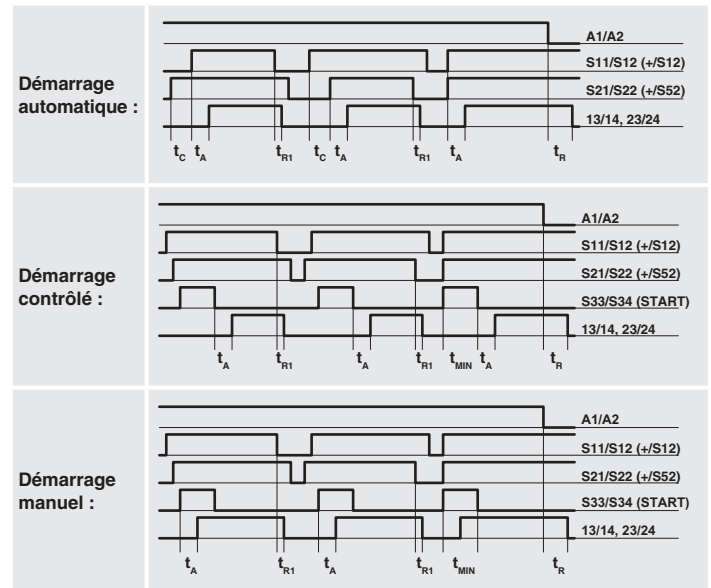 Démarrage
automatique :
A1/A2
S11/S12 (+/S12)
S21/S22 (+/S52)
13/14, 23/24
tC tA tR1 tC tA tR1 tA tR
Démarrage
contrôlé :
A1/A2
S11/S12 (+/S12)
S21/S22 (+/S52)
S33/S34 (START)
13/14, 23/24
tA tR1 tA tR1 tMIN tA tR
Démarrage
manuel :
A1/A2
S11/S12 (+/S12)
S21/S22 (+/S52)
S33/S34 (START)
13/14, 23/24
tA tR1 tA tR1 tMIN tR